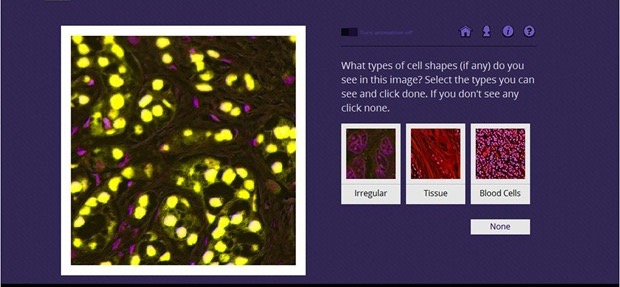 What types of cell shapes (if any) do you
see in this image? Select the types you can
see and click done. If you don't see any
click none.
Irregular
Tissue
Blood Cells
None